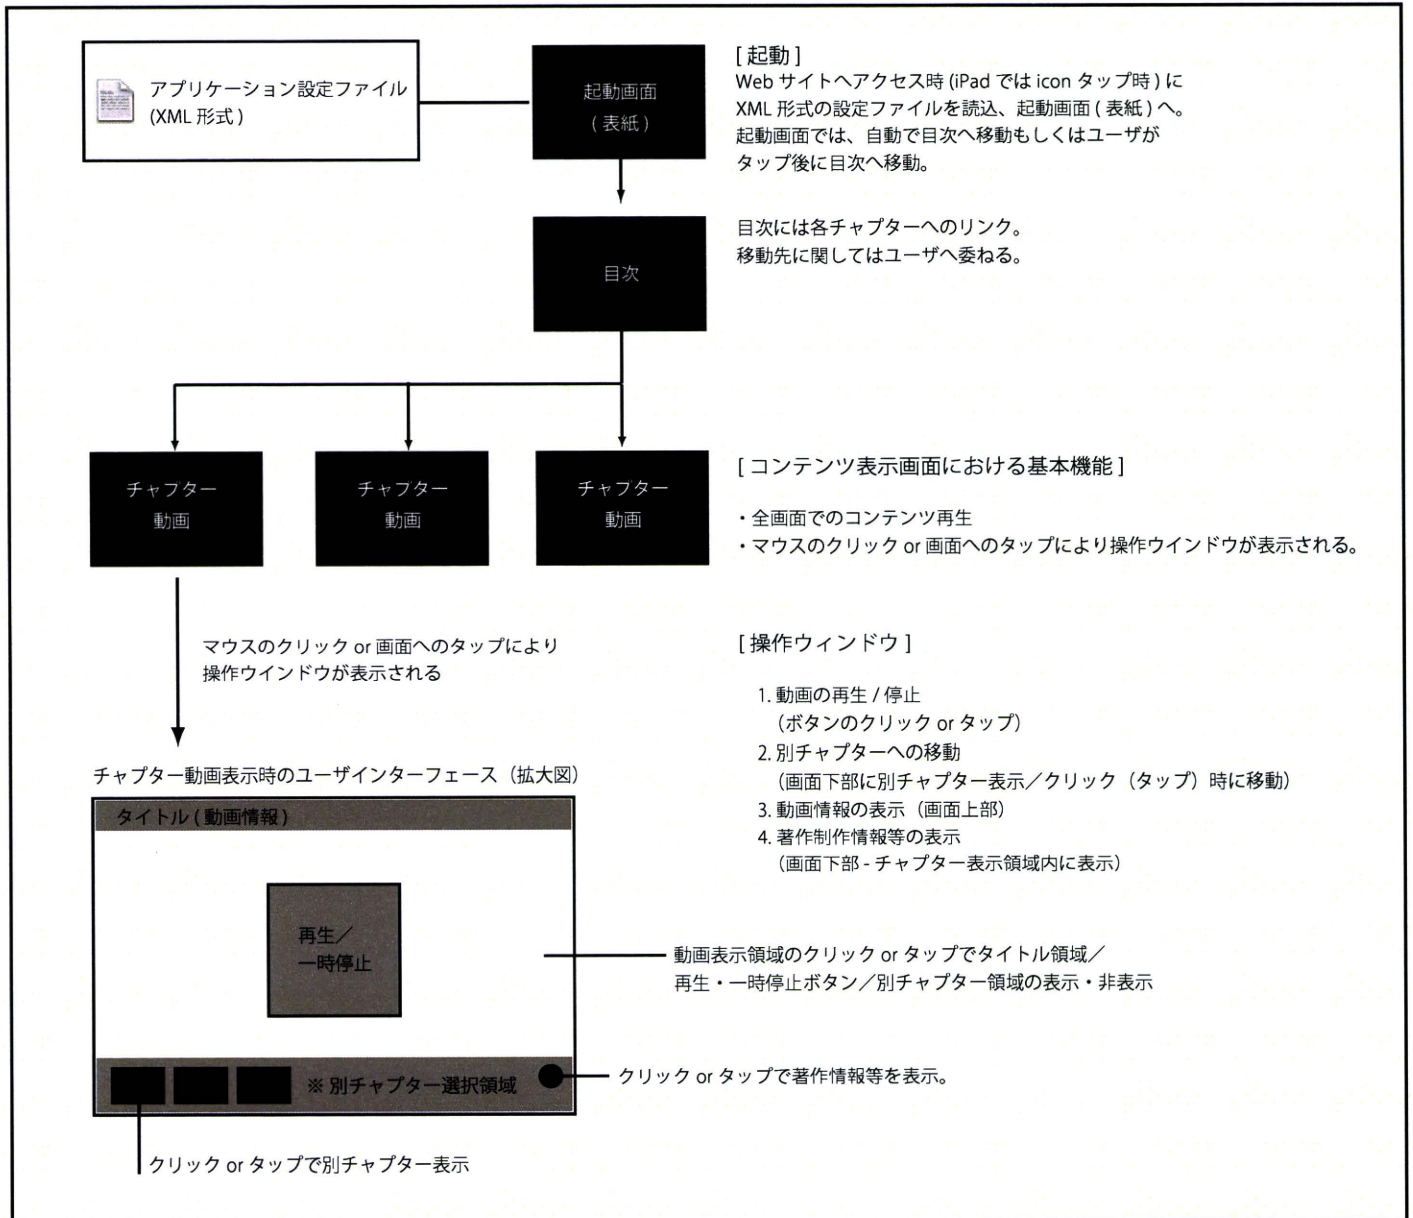 アプリケーション設定ファイル
(XML 形式 )
起動画面
( 表紙 )
[ 起動 ]
Web サイトへアクセス時 (iPad では icon タップ時 ) に
XML 形式の設定ファイルを読込、起動画面 ( 表紙 ) へ。
起動画面では、自動で目次へ移動もしくはユーザが
タップ後に目次へ移動。
目次
目次には各チャプターへのリンク。
移動先に関してはユーザへ委ねる。
チャプター
動画
チャプター
動画
チャプター
動画
[ コンテンツ表示画面における基本機能 ]
・全画面でのコンテンツ再生
・マウスのクリック or 画面へのタップにより操作ウインドウが表示される。
マウスのクリック or 画面へのタップにより
操作ウインドウが表示される
[ 操作ウィンドウ ]
1. 動画の再生 / 停止
（ボタンのクリック or タップ）
2. 別チャプターへの移動
（画面下部に別チャプター表示／クリック（タップ）時に移動）
3. 動画情報の表示（画面上部）
4. 著作制作情報等の表示
（画面下部 - チャプター表示領域内に表示）
チャプター動画表示時のユーザインターフェース（拡大図）
タイトル ( 動画情報 )
再生／
一時停止
動画表示領域のクリック or タップでタイトル領域／
再生・一時停止ボタン／別チャプター領域の表示・非表示
※ 別チャプター選択領域
クリック or タップで著作情報等を表示。
クリック or タップで別チャプター表示